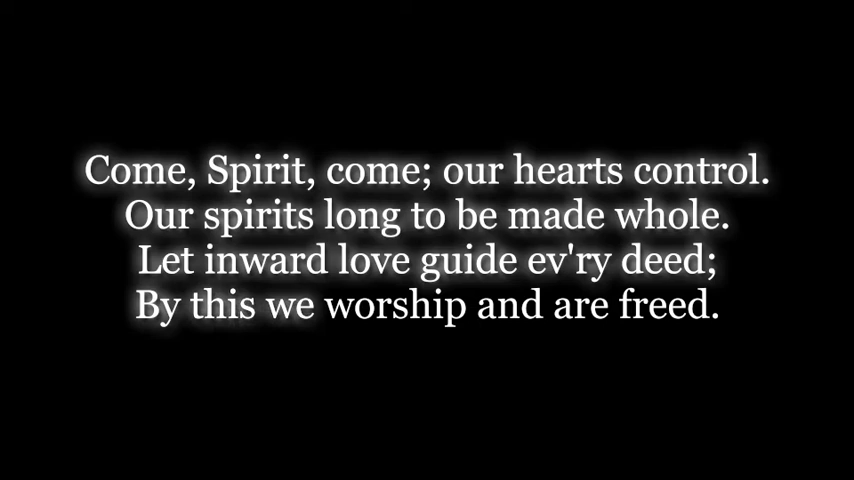 Come, Spirit, come; our hearts control.
Our spirits long to be made whole.
Let inward love guide ev'ry deed;
By this we worship and are freed.